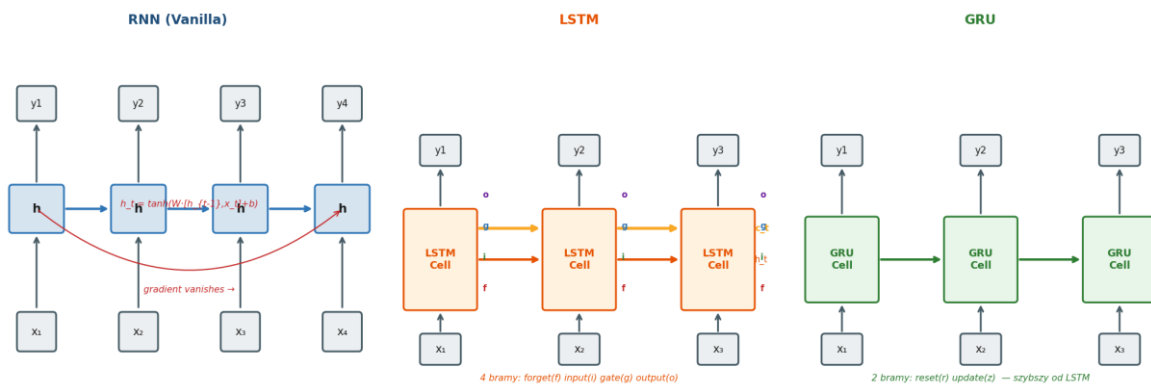 RNN (Vanilla)
y1 y2 y3 y4
h h h h
h_t = tanh(W·[h_{t-1},x_t]+b)
gradient vanishes →
x₁ x₂ x₃ x₄
LSTM
y1 y2 y3
o o
g g
c_t
LSTM Cell LSTM Cell LSTM Cell
i i i
h_t
f f f
x₁ x₂ x₃
4 bramy: forget(f) input(i) gate(g) output(o)
GRU
y1 y2 y3
GRU Cell GRU Cell GRU Cell
x₁ x₂ x₃
2 bramy: reset(r) update(z) — szybszy od LSTM